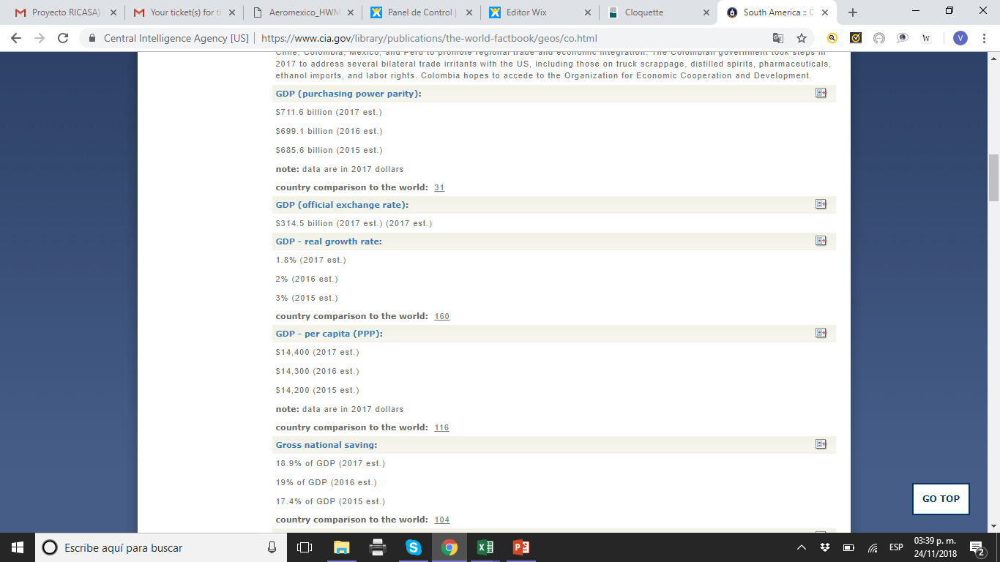 Proyecto RICASA)
Your ticket(s) for t
Aeromexico_HWM
Panel de Control |
Editor Wix
Cloquette
South America :: C
Central Intelligence Agency [US]
https://www.cia.gov/library/publications/the-world-factbook/geos/co.html
W
V
Chile, Colombia, Mexico, and Peru to promote regional trade and economic integration. The Colombian government took steps in
2017 to address several bilateral trade irritants with the US, including those on truck scrappage, distilled spirits, pharmaceuticals,
ethanol imports, and labor rights. Colombia hopes to accede to the Organization for Economic Cooperation and Development.
GDP (purchasing power parity):
$711.6 billion (2017 est.)
$699.1 billion (2016 est.)
$685.6 billion (2015 est.)
note: data are in 2017 dollars
country comparison to the world: 31
GDP (official exchange rate):
$314.5 billion (2017 est.) (2017 est.)
GDP - real growth rate:
1.8% (2017 est.)
2% (2016 est.)
3% (2015 est.)
country comparison to the world: 160
GDP - per capita (PPP):
$14,400 (2017 est.)
$14,300 (2016 est.)
$14,200 (2015 est.)
note: data are in 2017 dollars
country comparison to the world: 116
Gross national saving:
18.9% of GDP (2017 est.)
19% of GDP (2016 est.)
17.4% of GDP (2015 est.)
country comparison to the world: 104
GO TOP
Escribe aquí para buscar
ESP
03:39 p. m.
24/11/2018
2